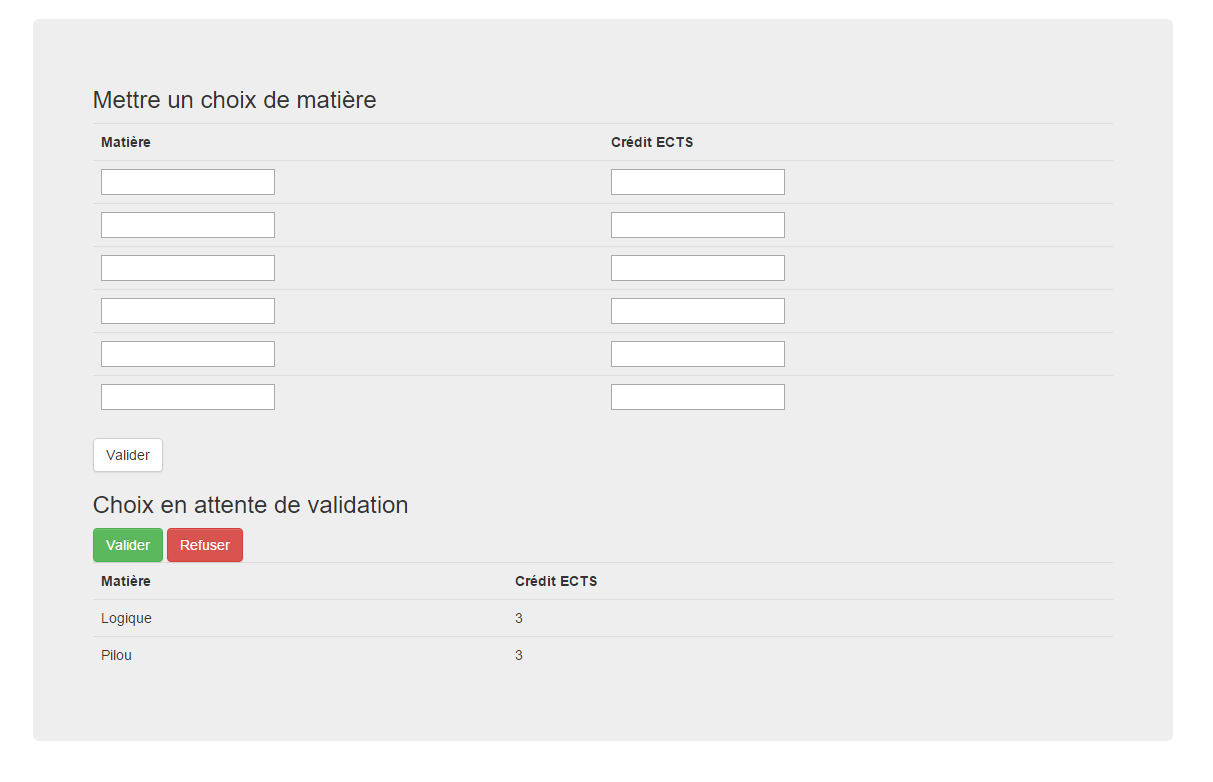 Mettre un choix de matière
Matière Crédit ECTS
Valider
Choix en attente de validation
Valider Refuser
Matière Crédit ECTS
Logique 3
Pilou 3